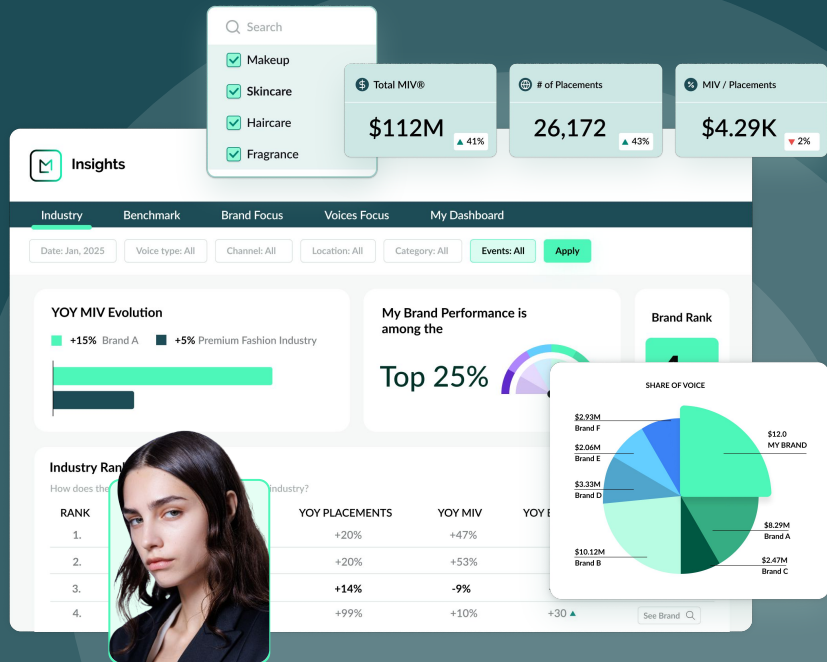 Search
Makeup
Skincare
Haircare
Fragrance
Total MIV®
$112M
41%
# of Placements
26,172
43%
MIV / Placements
$4.29K
2%
Insights
Industry
Benchmark
Brand Focus
Voices Focus
My Dashboard
Date: Jan, 2025
Voice type: All
Channel: All
Location: All
Category: All
Events: All
Apply
YOY MIV Evolution
+15% Brand A
+5% Premium Fashion Industry
My Brand Performance is
among the
Top 25%
Brand Rank
SHARE OF VOICE
$12.0
MY BRAND
$8.29M
Brand A
$2.47M
Brand C
$10.12M
Brand B
$3.33M
Brand D
$2.06M
Brand E
$2.93M
Brand F
Industry
How does the
industry?
RANK YOY PLACEMENTS YOY MIV YOY
1. +20% +47%
2. +20% +53%
3. +14% -9%
4. +99% +10% +30
See Brand